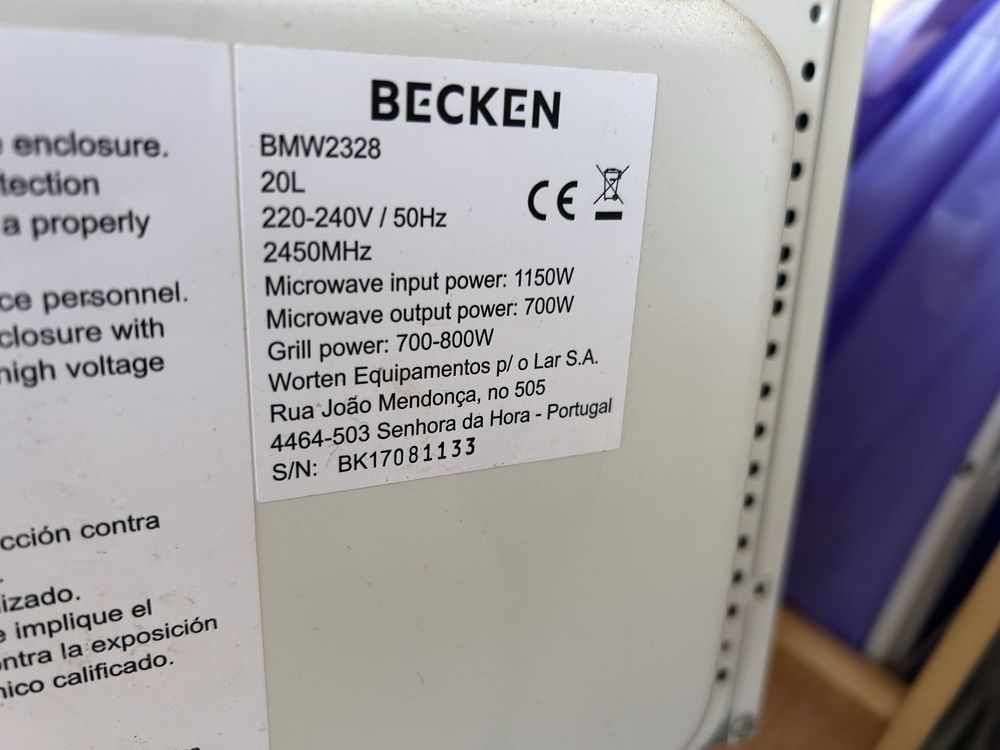 enclosure.
tection
a properly
ce personnel.
closure with
high voltage
cción contra
izado.
e implique el
ntra la exposición
nico calificado.
BECKEN
BMW2328
20L
CE
220-240V / 50Hz
2450MHz
Microwave input power: 1150W
Microwave output power: 700W
Grill power: 700-800W
Worten Equipamentos p/ o Lar S.A.
Rua João Mendonça, no 505
4464-503 Senhora da Hora - Portugal
S/N: BK17081133